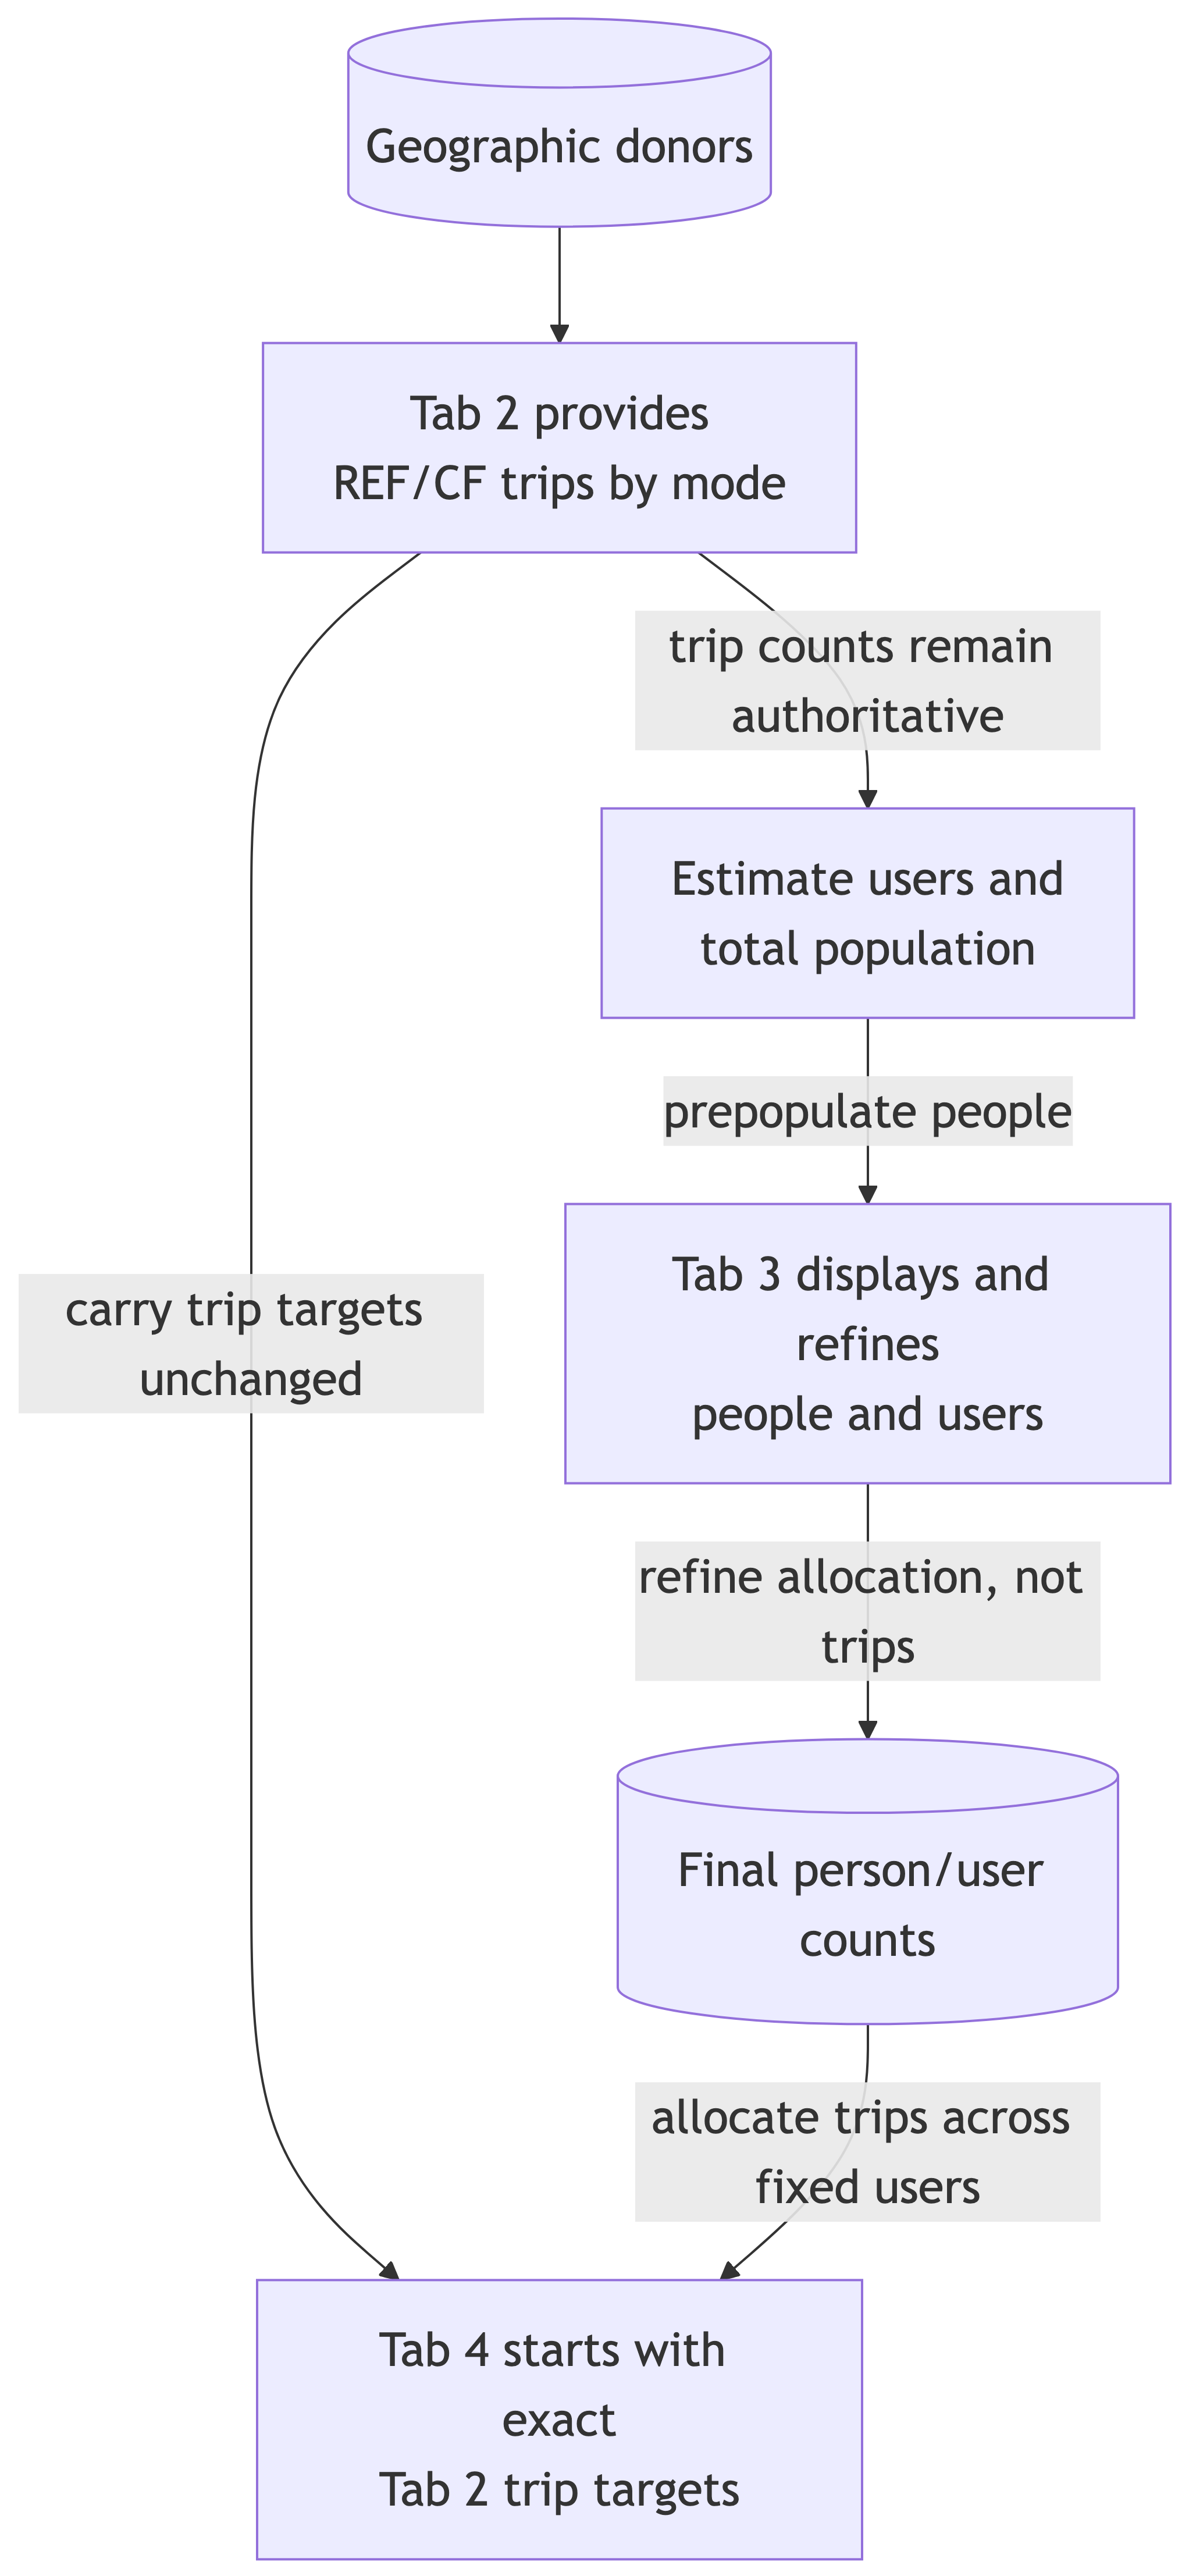 Geographic donors
Tab 2 provides
REF/CF trips by mode
trip counts remain
authoritative
Estimate users and
total population
prepopulate people
Tab 3 displays and
refines
people and users
carry trip targets
unchanged
refine allocation, not
trips
Final person/user
counts
allocate trips across
fixed users
Tab 4 starts with
exact
Tab 2 trip targets